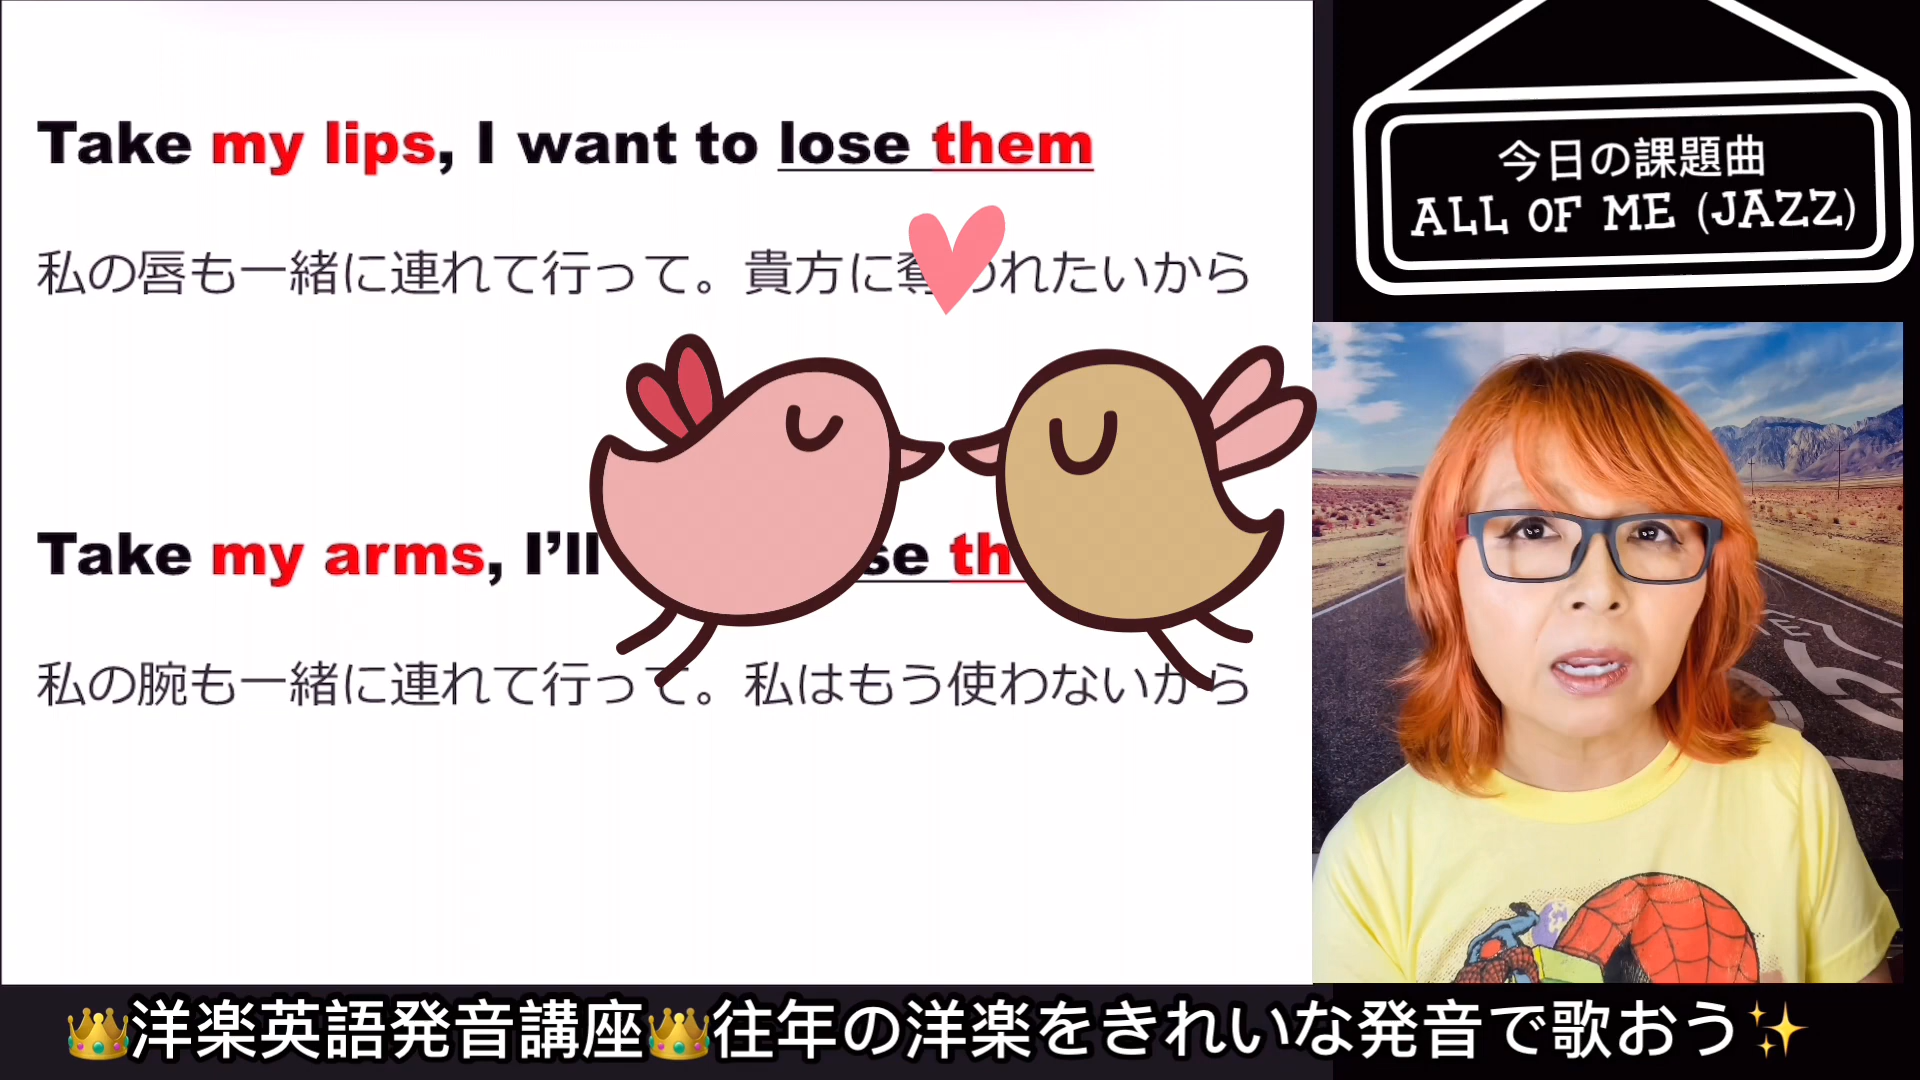 Take my lips, I want to lose them
私の唇も一緒に連れて行って。貴方に奪われたいから
Take my arms, I'll
私の腕も一緒に連れて行って。私はもう使わないから
今日の課題曲
ALL OF ME (JAZZ)
👑洋楽英語発音講座👑往年の洋楽をきれいな発音で歌おう✨